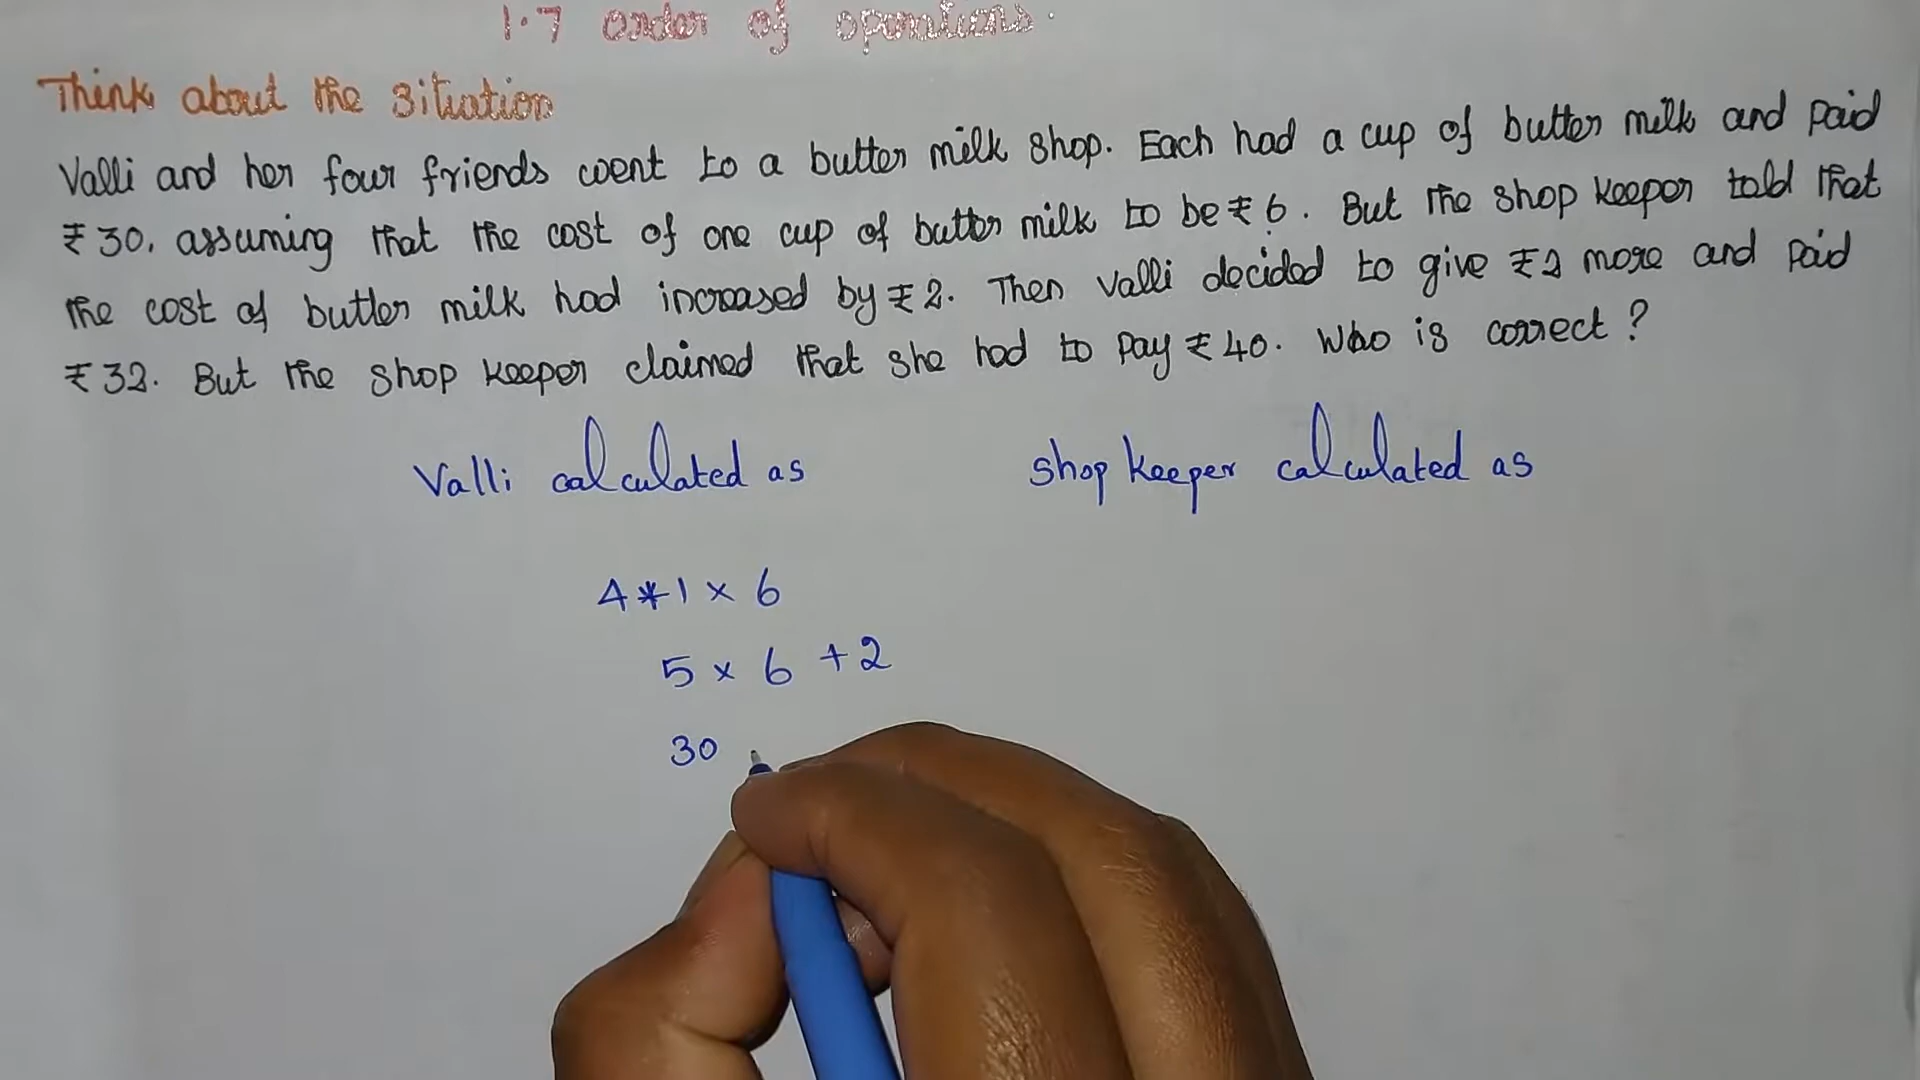 1.7 order of operations.
Think about the situation
Valli and her four friends went to a butter milk shop. Each had a cup of butter milk and paid
₹ 30, assuming that the cost of one cup of butter milk to be ₹ 6. But the shop keeper told that
the cost of butter milk had increased by ₹ 2. Then Valli decided to give ₹ 2 more and paid
₹ 32. But the shop keeper claimed that she had to pay ₹ 40. Who is correct?
Valli calculated as
shop keeper calculated as
4 + 1 × 6
5 × 6 + 2
30